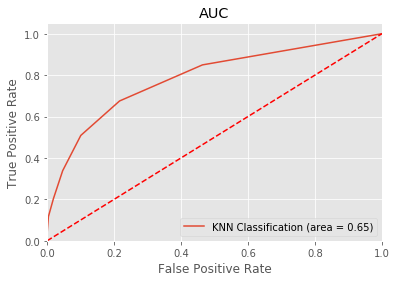 AUC
1.0
0.8
0.6
0.4
0.2
0.0
True Positive Rate
KNN Classification (area = 0.65)
0.0 0.2 0.4 0.6 0.8 1.0
False Positive Rate